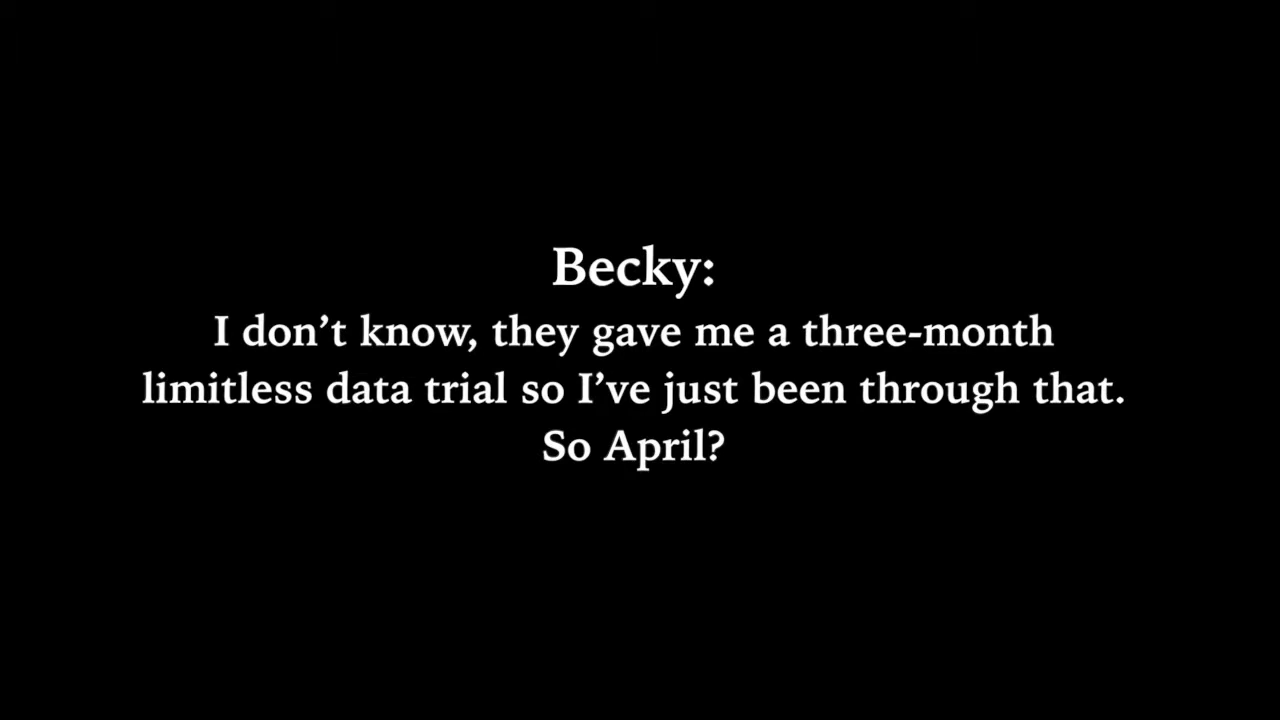 Becky:
I don’t know, they gave me a three-month
limitless data trial so I’ve just been through that.
So April?